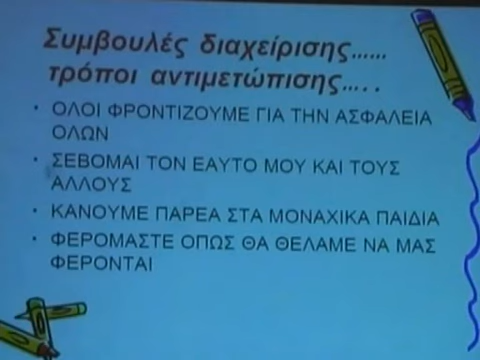 Συμβουλές διαχείρισης……
τρόποι αντιμετώπισης…..
• ΟΛΟΙ ΦΡΟΝΤΙΖΟΥΜΕ ΓΙΑ ΤΗΝ ΑΣΦΑΛΕΙΑ
ΟΛΩΝ
• ΣΕΒΟΜΑΙ ΤΟΝ ΕΑΥΤΟ ΜΟΥ ΚΑΙ ΤΟΥΣ
ΑΛΛΟΥΣ
• ΚΑΝΟΥΜΕ ΠΑΡΕΑ ΣΤΑ ΜΟΝΑΧΙΚΑ ΠΑΙΔΙΑ
• ΦΕΡΟΜΑΣΤΕ ΟΠΩΣ ΘΑ ΘΕΛΑΜΕ ΝΑ ΜΑΣ
ΦΕΡΟΝΤΑΙ